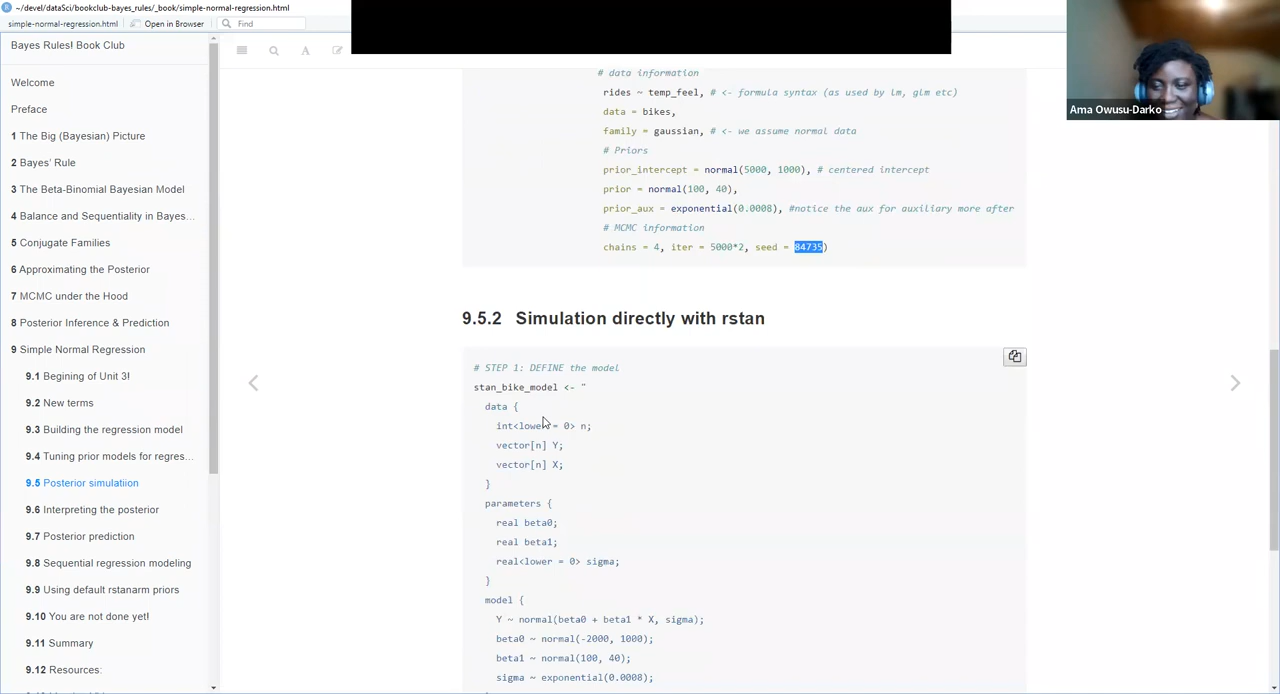 ~/devel/dataSci/bookclub-bayes_rules/_book/simple-normal-regression.html
simple-normal-regression.html
Open in Browser
Find
Bayes Rules! Book Club
Welcome
Preface
1 The Big (Bayesian) Picture
2 Bayes' Rule
3 The Beta-Binomial Bayesian Model
4 Balance and Sequentiality in Bayes...
5 Conjugate Families
6 Approximating the Posterior
7 MCMC under the Hood
8 Posterior Inference & Prediction
9 Simple Normal Regression
9.1 Begining of Unit 3!
9.2 New terms
9.3 Building the regression model
9.4 Tuning prior models for regres...
9.5 Posterior simulatiion
9.6 Interpreting the posterior
9.7 Posterior prediction
9.8 Sequential regression modeling
9.9 Using default rstanarm priors
9.10 You are not done yet!
9.11 Summary
9.12 Resources:
A
# data information
rides ~ temp_feel, # <- formula syntax (as used by lm, glm etc)
data = bikes,
family = gaussian, # <- we assume normal data
# Priors
prior_intercept = normal(5000, 1000), # centered intercept
prior = normal(100, 40),
prior_aux = exponential(0.0008), #notice the aux for auxiliary more after
# MCMC information
chains = 4, iter = 5000*2, seed = 84735)
9.5.2 Simulation directly with rstan
# STEP 1: DEFINE the model
stan_bike_model <- "
data {
int<lower = 0> n;
vector[n] Y;
vector[n] X;
}
parameters {
real beta0;
real beta1;
real<lower = 0> sigma;
}
model {
Y ~ normal(beta0 + beta1 * X, sigma);
beta0 ~ normal(-2000, 1000);
beta1 ~ normal(100, 40);
sigma ~ exponential(0.0008);
Ama Owusu-Darko